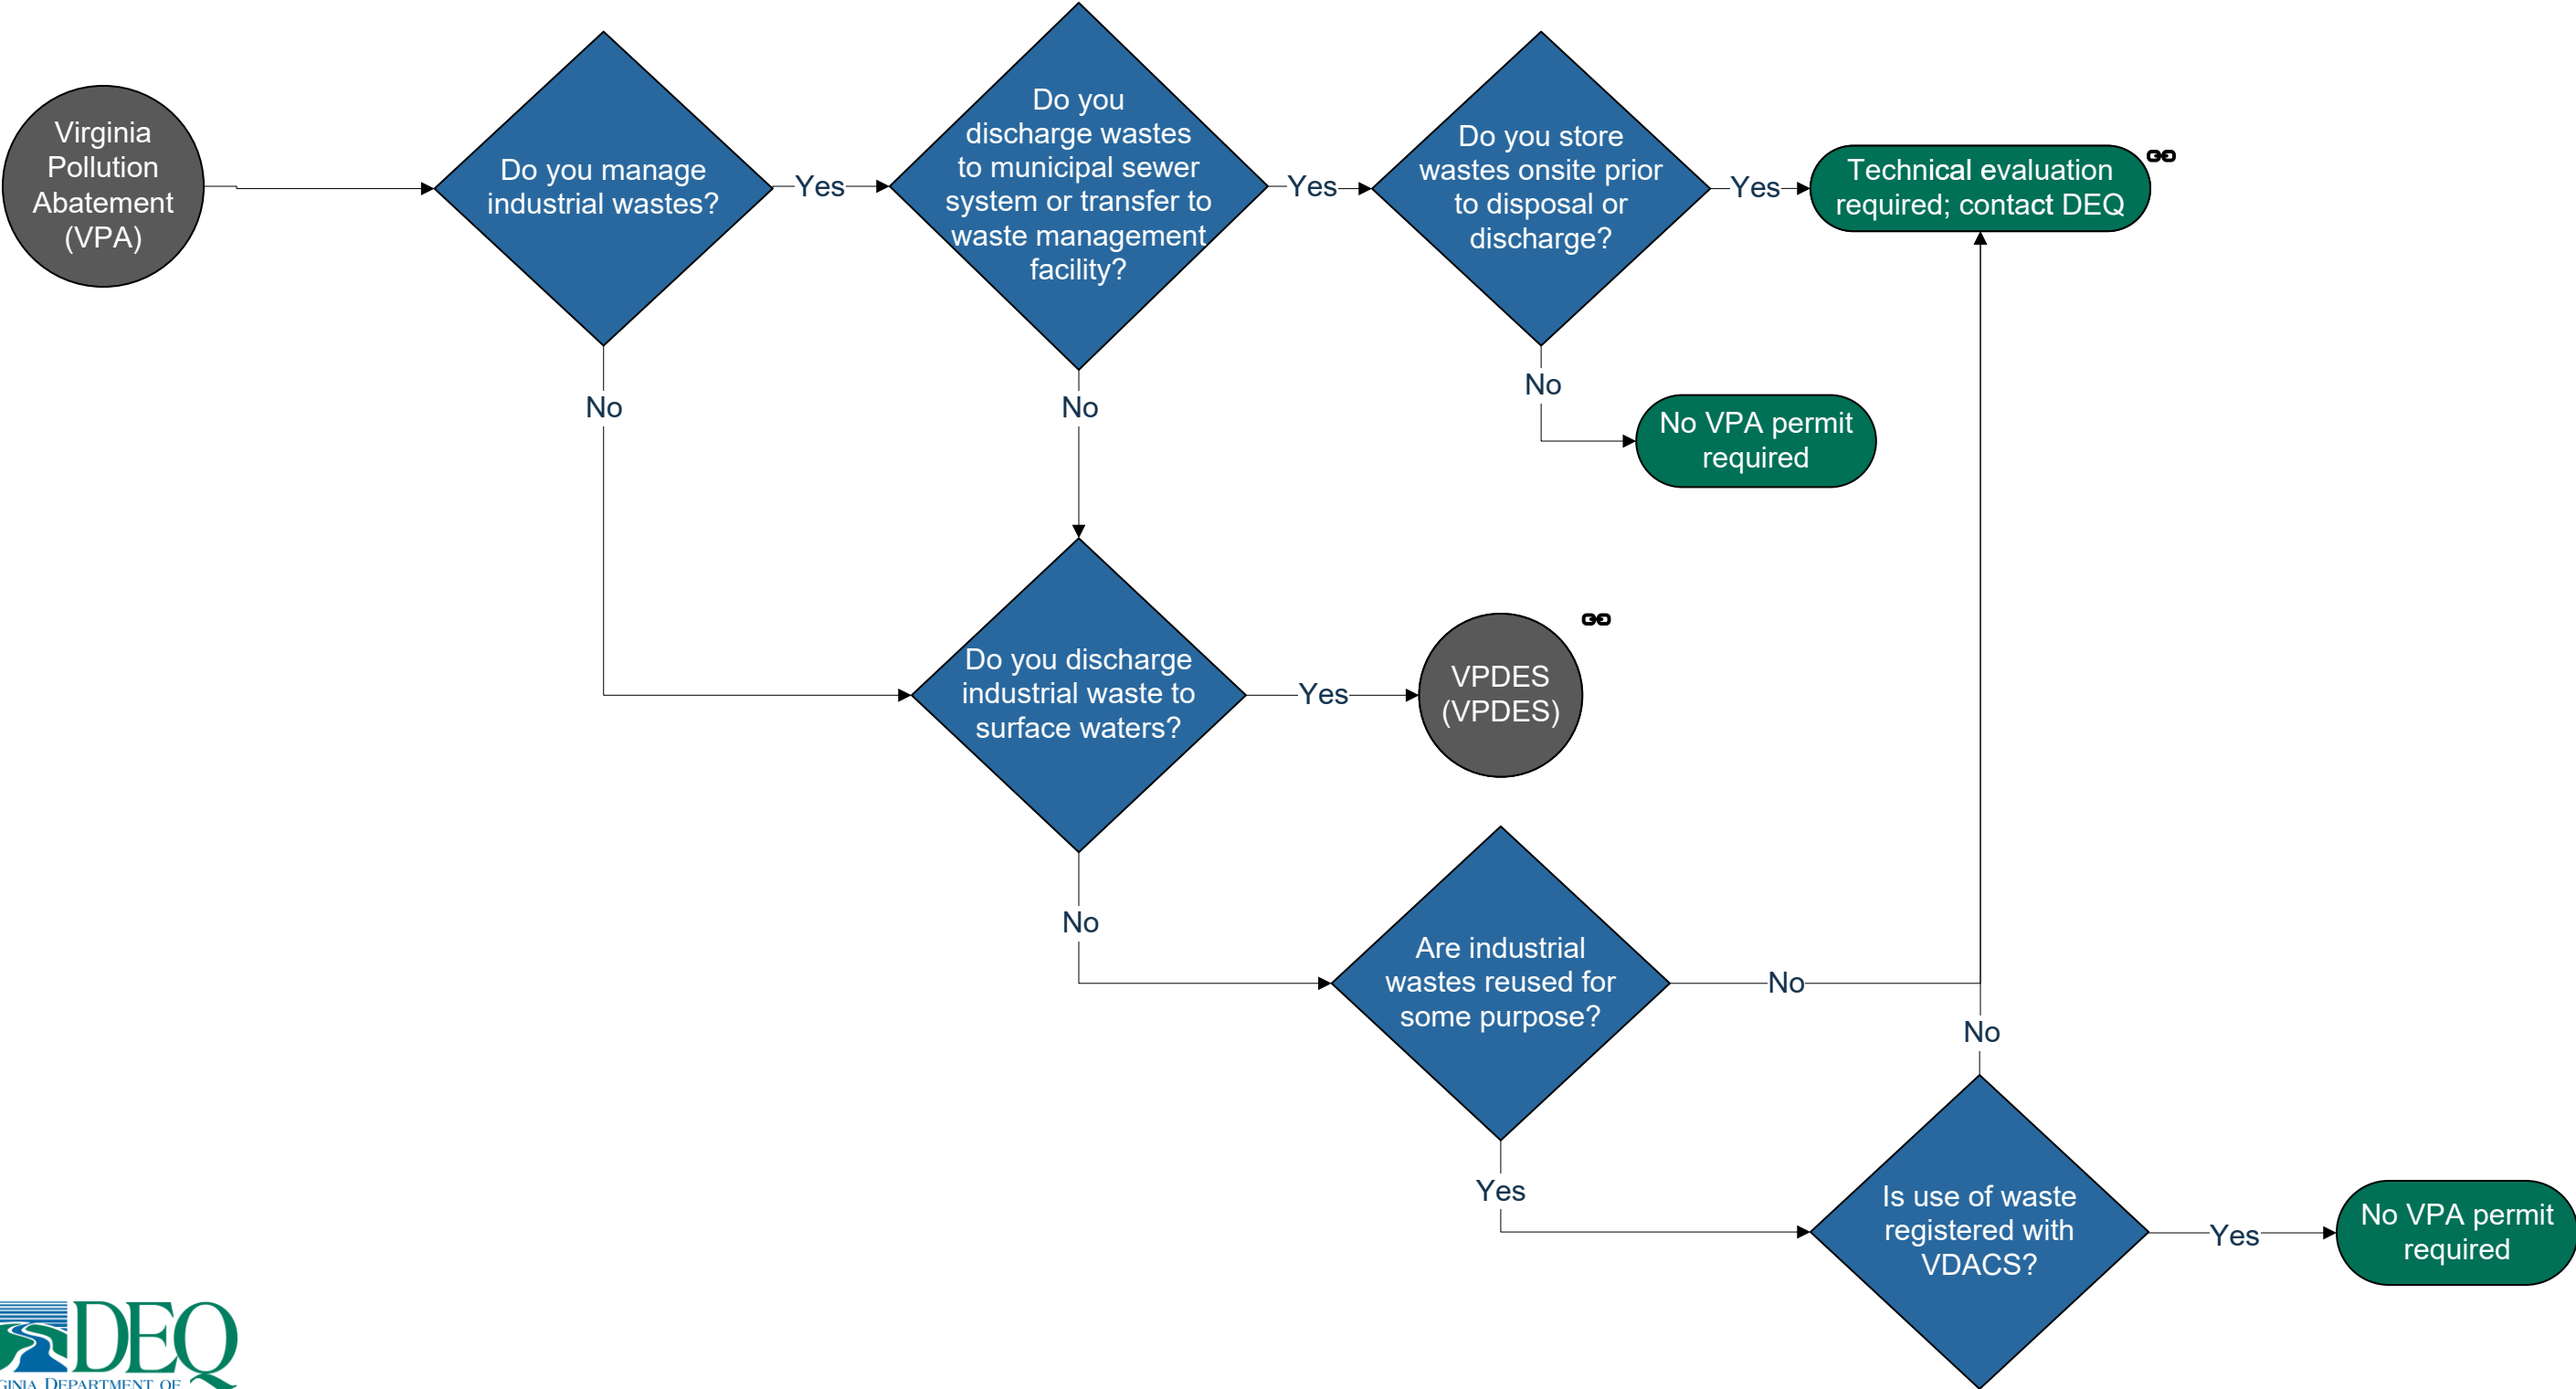 Virginia
Pollution
Abatement
(VPA)
Do you manage
industrial wastes?
Yes
No
Do you
discharge wastes
to municipal sewer
system or transfer to
waste management
facility?
Yes
No
Do you store
wastes onsite prior
to disposal or
discharge?
Yes
Technical evaluation
required; contact DEQ
No
No VPA permit
required
Do you discharge
industrial waste to
surface waters?
Yes
VPDES
(VPDES)
No
Are industrial
wastes reused for
some purpose?
No
Yes
No
Is use of waste
registered with
VDACS?
Yes
No VPA permit
required
DEQ
DEPARTMENT OF